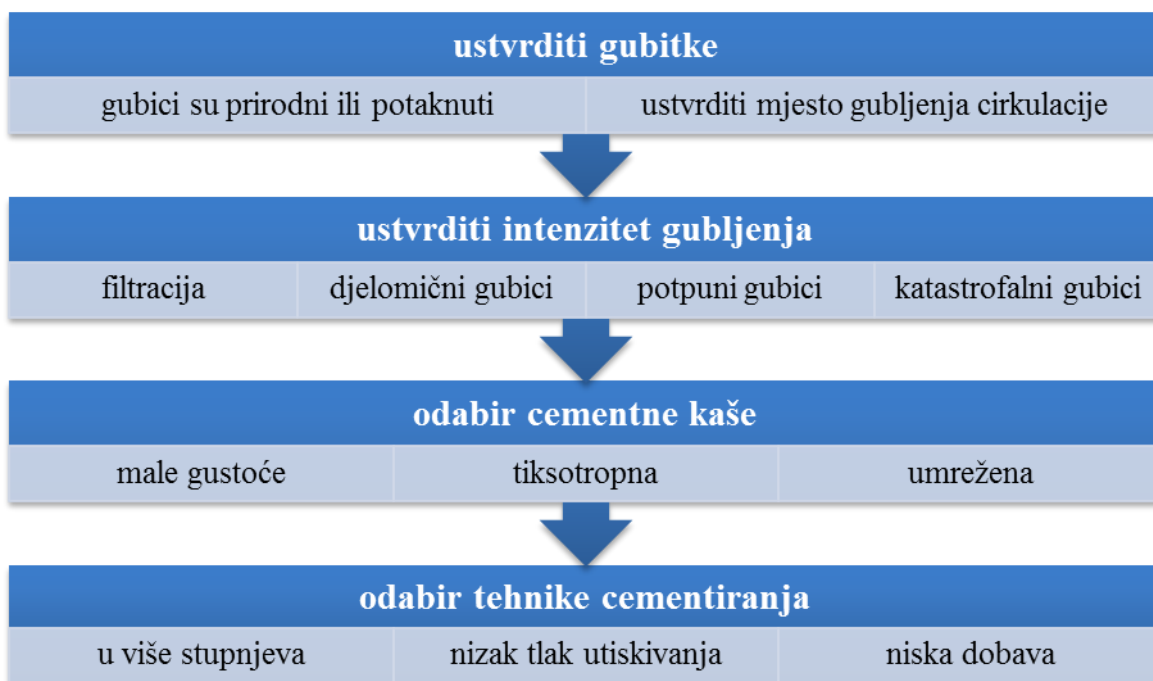 ustvrditi gubitke
gubici su prirodni ili potaknuti
ustvrditi mjesto gubljenja cirkulacije
ustvrditi intenzitet gubljenja
filtracija
djelomični gubici
potpuni gubici
katastrofalni gubici
odabir cementne kaše
male gustoće
tiksotropna
umrežena
odabir tehnike cementiranja
u više stupnjeva
nizak tlak utiskivanja
niska dobava